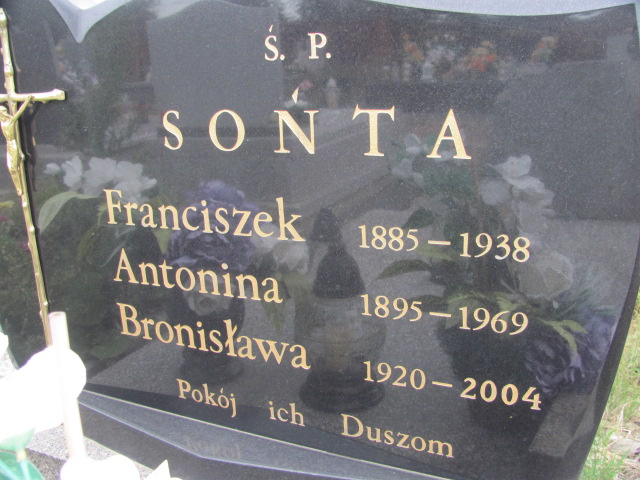 Ś. P.
SOŃTA
Franciszek 1885 – 1938
Antonina 1895 – 1969
Bronisława 1920 – 2004
Pokój ich Duszom